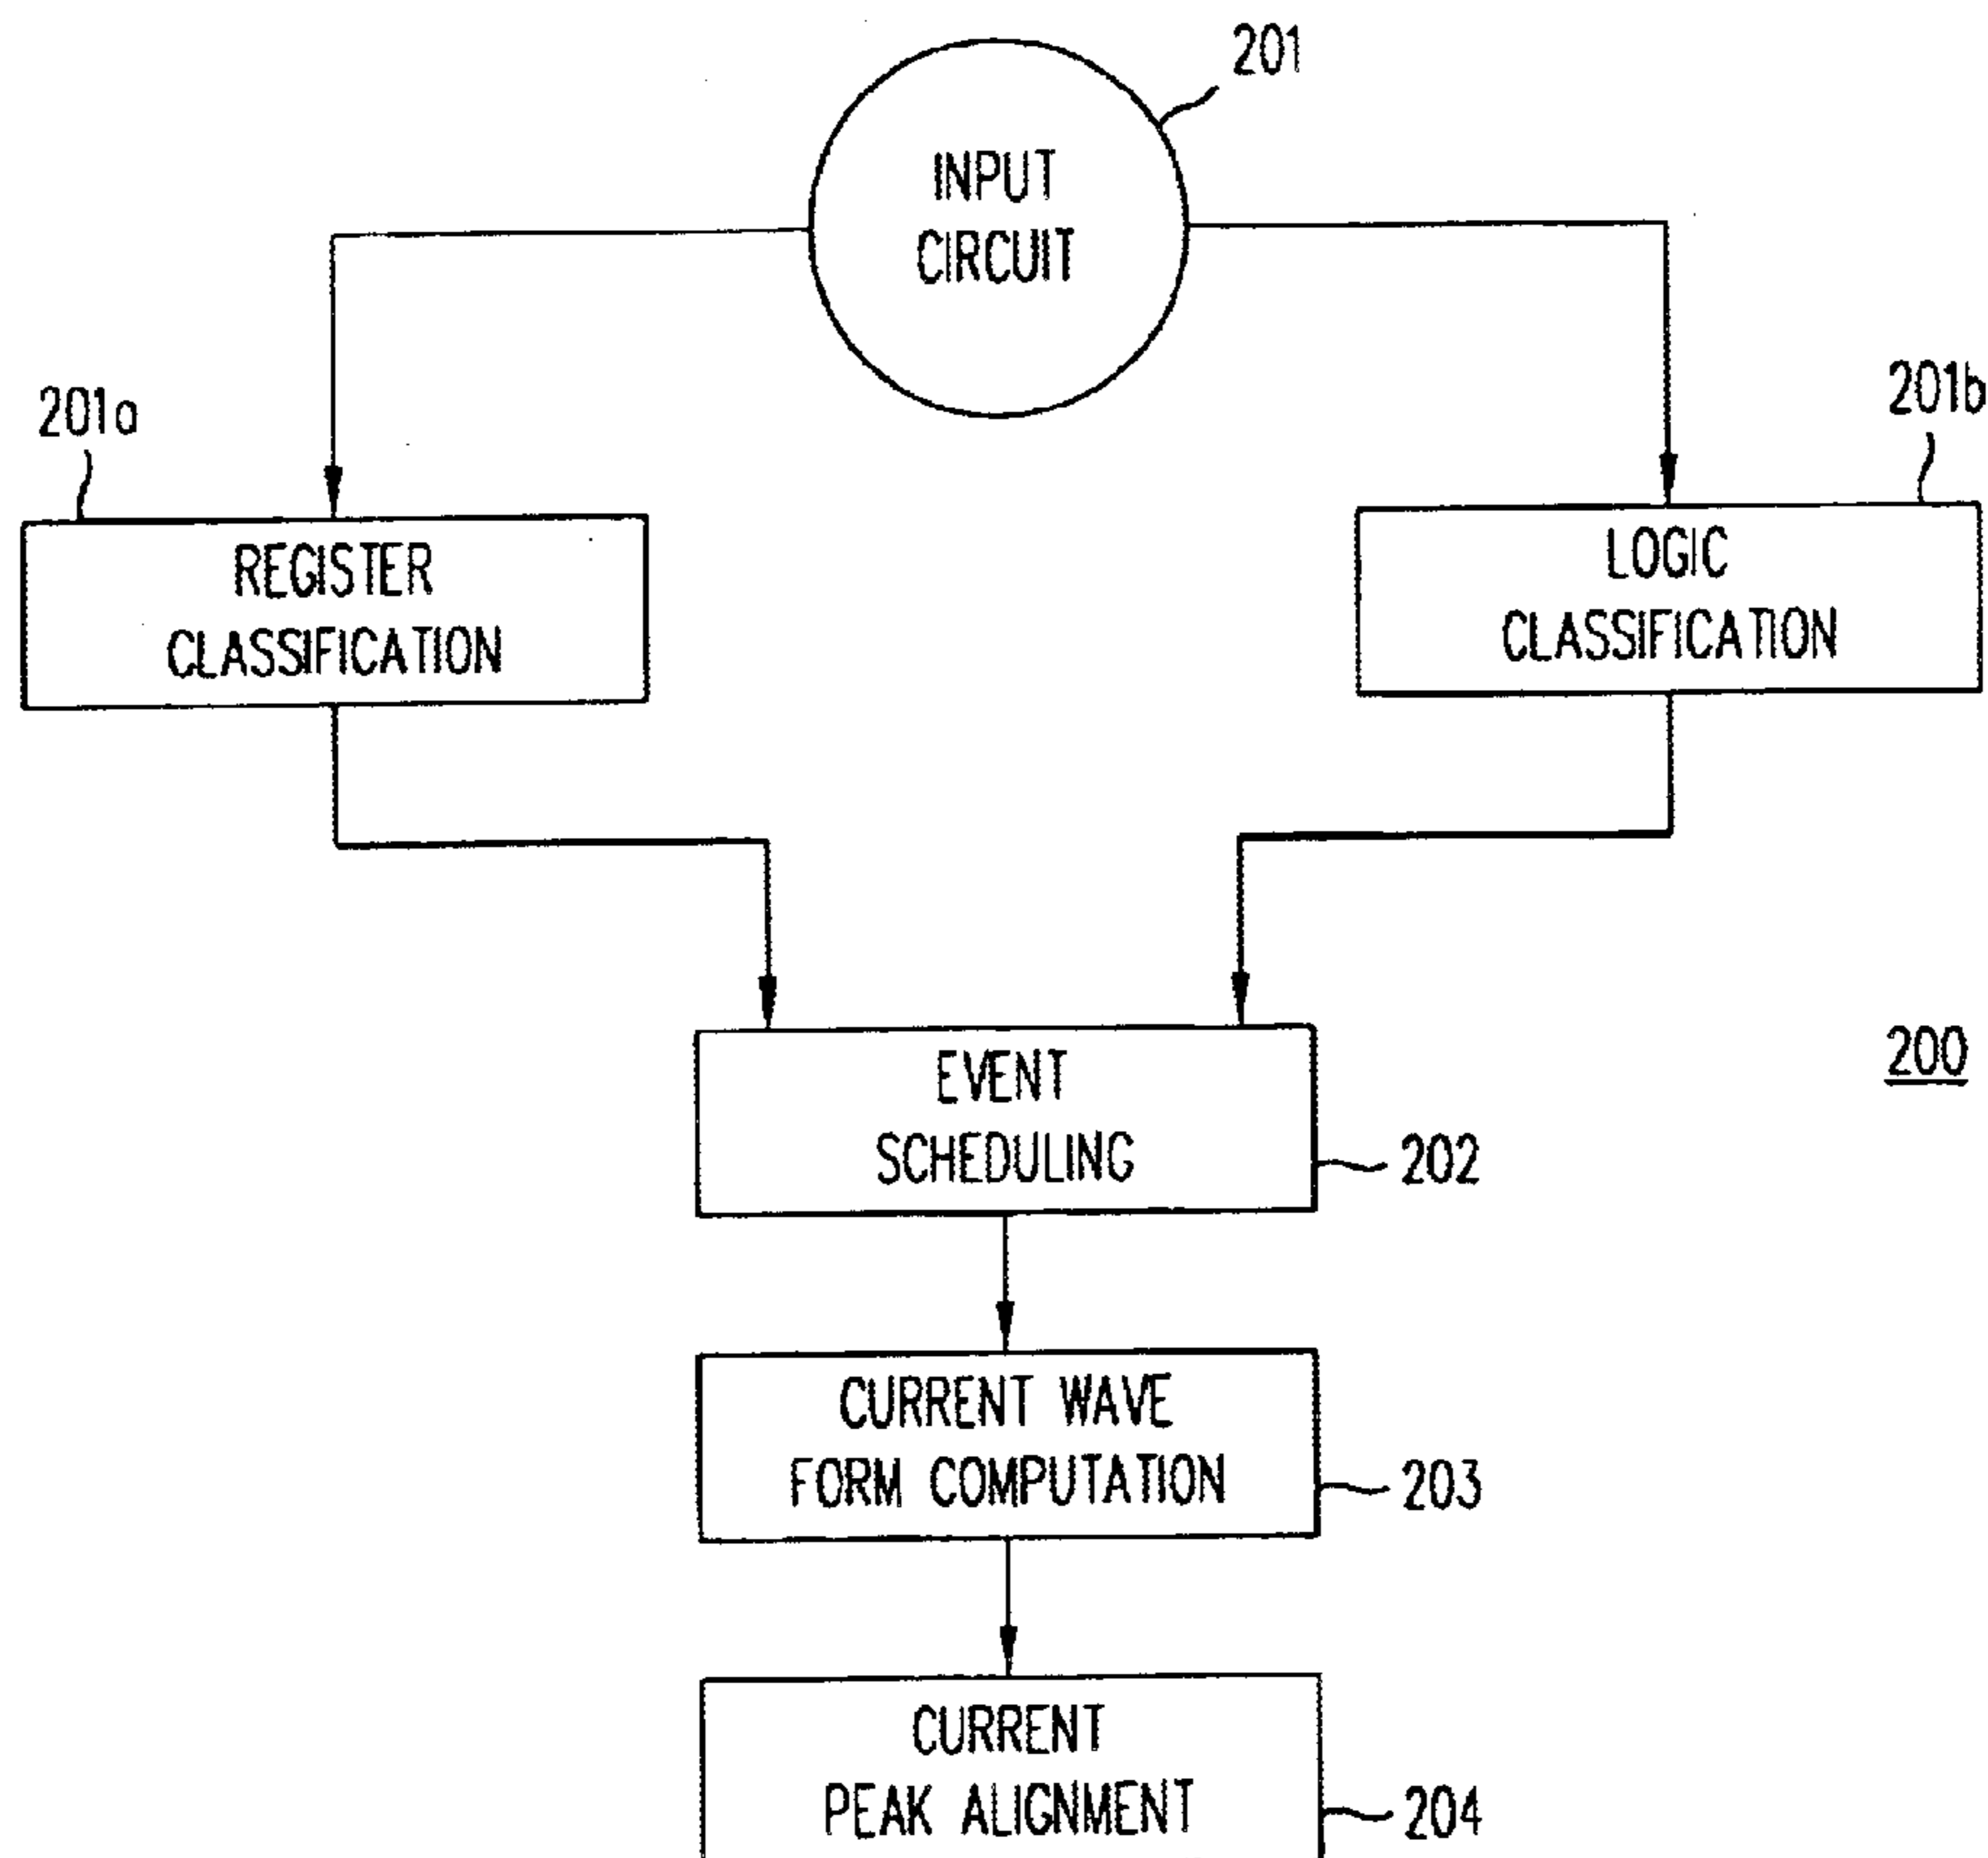 201
INPUT
CIRCUIT
201a
201b
REGISTER
CLASSIFICATION
LOGIC
CLASSIFICATION
EVENT
SCHEDULING
200
202
CURRENT WAVE
FORM COMPUTATION
203
CURRENT
PEAK ALIGNMENT
204